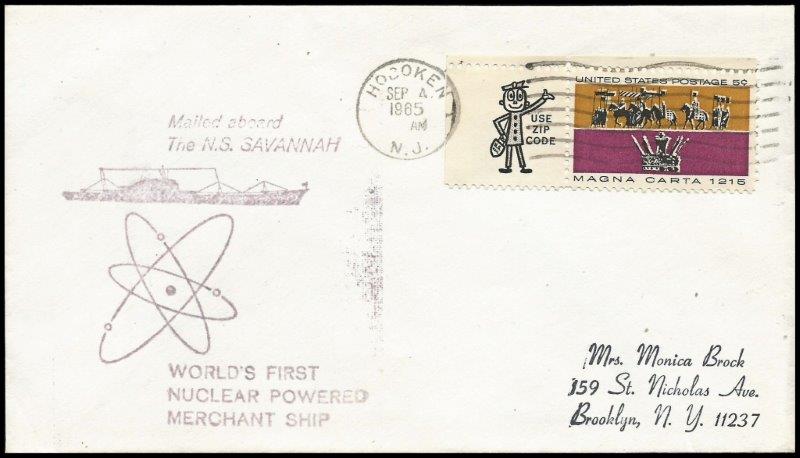 HOBOKEN
SEP 4
1965
AM
N. J.
Mailed aboard
The N.S. SAVANNAH
USE
ZIP
CODE
UNITED STATES POSTAGE 5¢
MAGNA CARTA 1215
WORLD'S FIRST
NUCLEAR POWERED
MERCHANT SHIP
Mrs. Monica Brock
359 St. Nicholas Ave.
Brooklyn, N. Y. 11237